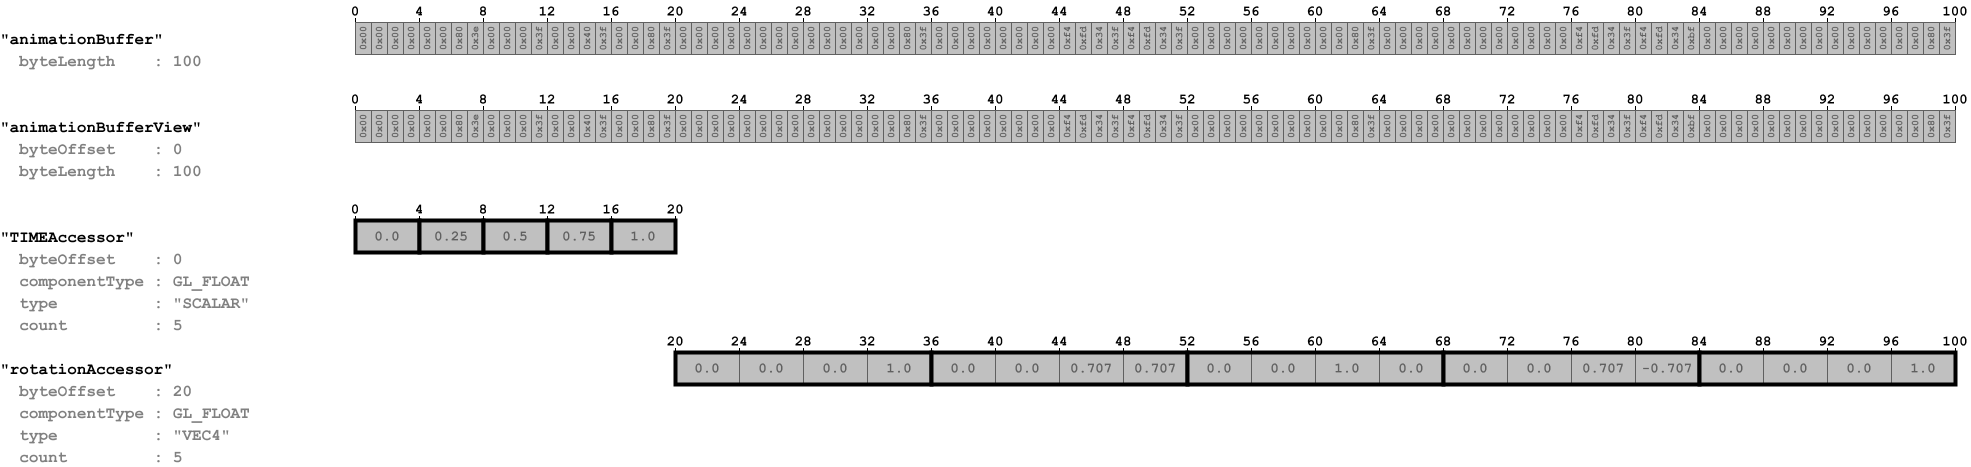 0 4 8 12 16 20 24 28 32 36 40 44 48 52 56 60 64 68 72 76 80 84 88 92 96 100
"animationBuffer" 0x00 0x00 0x00 0x00 0x00 0x00 0x80 0x3e 0x00 0x00 0x00 0x3f 0x00 0x00 0x40 0x3f 0x00 0x00 0x80 0x3f 0x00 0x00 0x00 0x00 0x00 0x00 0x00 0x00 0x00 0x00 0x00 0x00 0x00 0x00 0x80 0x3f 0x00 0x00 0x00 0x00 0x00 0x00 0x00 0x00 0xf4 0xfd 0x34 0x3f 0xf4 0xfd 0x34 0x3f 0x00 0x00 0x00 0x00 0x00 0x00 0x00 0x00 0x00 0x00 0x80 0x3f 0x00 0x00 0x00 0x00 0x00 0x00 0x00 0x00 0x00 0x00 0x00 0x00 0xf4 0xfd 0x34 0x3f 0xf4 0xfd 0x34 0xbf 0x00 0x00 0x00 0x00 0x00 0x00 0x00 0x00 0x00 0x00 0x00 0x00 0x00 0x00 0x80 0x3f
byteLength : 100
0 4 8 12 16 20 24 28 32 36 40 44 48 52 56 60 64 68 72 76 80 84 88 92 96 100
"animationBufferView" 0x00 0x00 0x00 0x00 0x00 0x00 0x80 0x3e 0x00 0x00 0x00 0x3f 0x00 0x00 0x40 0x3f 0x00 0x00 0x80 0x3f 0x00 0x00 0x00 0x00 0x00 0x00 0x00 0x00 0x00 0x00 0x00 0x00 0x00 0x00 0x80 0x3f 0x00 0x00 0x00 0x00 0x00 0x00 0x00 0x00 0xf4 0xfd 0x34 0x3f 0xf4 0xfd 0x34 0x3f 0x00 0x00 0x00 0x00 0x00 0x00 0x00 0x00 0x00 0x00 0x80 0x3f 0x00 0x00 0x00 0x00 0x00 0x00 0x00 0x00 0x00 0x00 0x00 0x00 0xf4 0xfd 0x34 0x3f 0xf4 0xfd 0x34 0xbf 0x00 0x00 0x00 0x00 0x00 0x00 0x00 0x00 0x00 0x00 0x00 0x00 0x00 0x00 0x80 0x3f
byteOffset : 0
byteLength : 100
0 4 8 12 16 20
"TIMEAccessor" 0.0 0.25 0.5 0.75 1.0
byteOffset : 0
componentType : GL_FLOAT
type : "SCALAR"
count : 5
20 24 28 32 36 40 44 48 52 56 60 64 68 72 76 80 84 88 92 96 100
"rotationAccessor" 0.0 0.0 0.0 1.0 0.0 0.0 0.707 0.707 0.0 0.0 1.0 0.0 0.0 0.0 0.707 -0.707 0.0 0.0 0.0 1.0
byteOffset : 20
componentType : GL_FLOAT
type : "VEC4"
count : 5